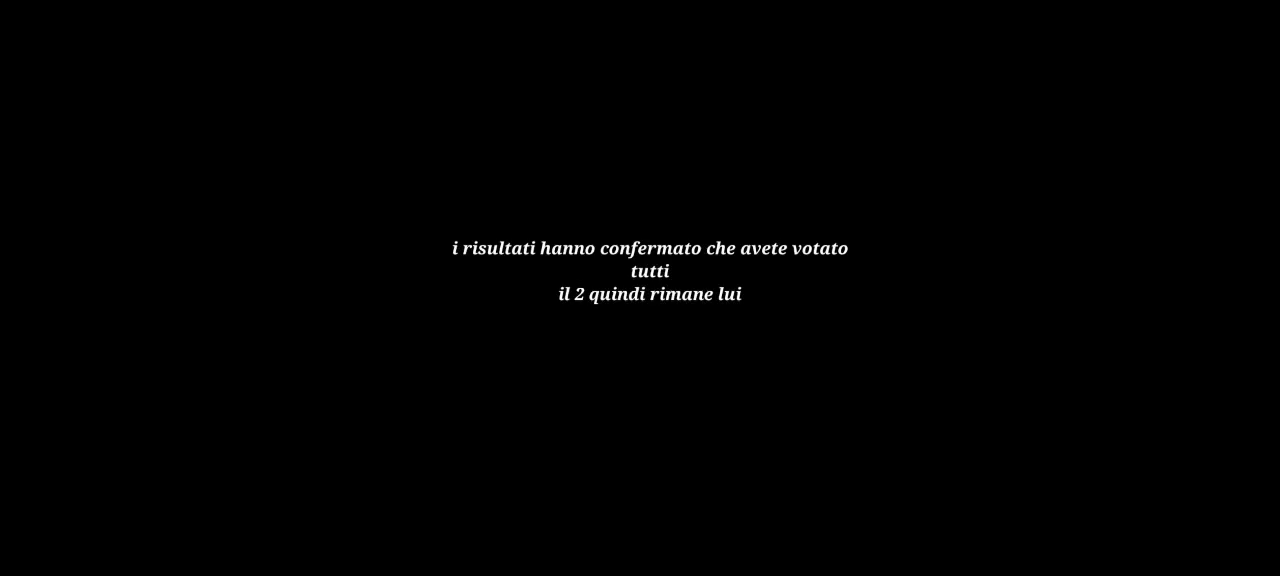 i risultati hanno confermato che avete votato
tutti
il 2 quindi rimane lui